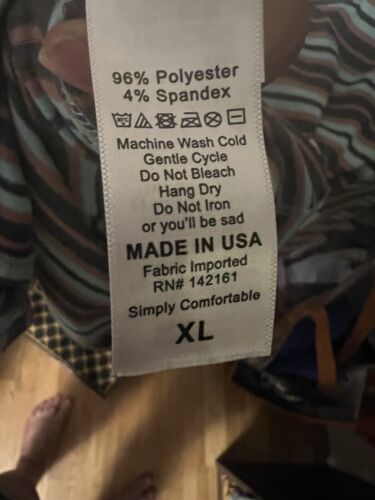 96% Polyester
4% Spandex
Machine Wash Cold
Gentle Cycle
Do Not Bleach
Hang Dry
Do Not Iron
or you'll be sad
MADE IN USA
Fabric Imported
RN# 142161
Simply Comfortable
XL